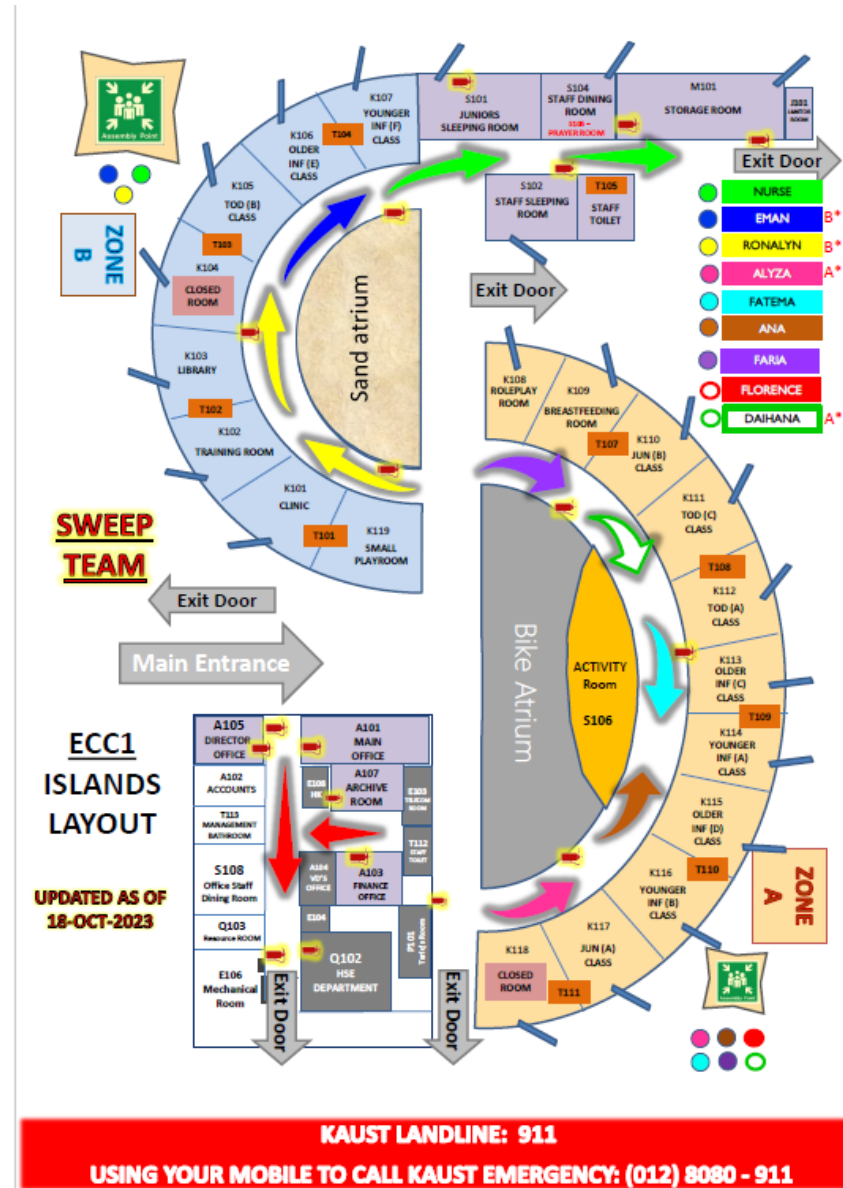 Assembly Point
ZONE
B
K107
YOUNGER
INF (F)
CLASS
T104
K106
OLDER
INF (E)
CLASS
K105
TOD (B)
CLASS
T103
K104
CLOSED
ROOM
K103
LIBRARY
T102
K102
TRAINING ROOM
K101
CLINIC
T101
K119
SMALL
PLAYROOM
Sand atrium
S101
JUNIORS
SLEEPING ROOM
S104
STAFF DINING
ROOM
PRAYER ROOM
M101
STORAGE ROOM
J101
ROOM
S102
STAFF SLEEPING
ROOM
T105
STAFF
TOILET
Exit Door
Exit Door
NURSE
EMAN B*
RONALYN B*
ALYZA A*
FATEMA
ANA
FARIA
FLORENCE
DAIHANA A*
K108
ROLEPLAY
ROOM
K109
BREASTFEEDING
ROOM
T107
K110
JUN (B)
CLASS
K111
TOD (C)
CLASS
T108
K112
TOD (A)
CLASS
K113
OLDER
INF (C)
CLASS
T109
K114
YOUNGER
INF (A)
CLASS
K115
OLDER
INF (D)
CLASS
T110
K116
YOUNGER
INF (B)
CLASS
K117
JUN (A)
CLASS
T111
K118
CLOSED
ROOM
Bike Atrium
ACTIVITY
Room
S106
ZONE
A
SWEEP
TEAM
Exit Door
Main Entrance
ECC1
ISLANDS
LAYOUT
UPDATED AS OF
18-OCT-2023
A105
DIRECTOR
OFFICE
A101
MAIN
OFFICE
A102
ACCOUNTS
A107
ARCHIVE
ROOM
E103
ROOM
T113
MANAGEMENT
BATHROOM
T112
STAFF
TOILET
S108
Office Staff
Dining Room
A104
OFFICE
A103
FINANCE
OFFICE
E104
P101
Q103
Resource ROOM
Q102
HSE
DEPARTMENT
E106
Mechanical
Room
Exit Door
Exit Door
KAUST LANDLINE: 911
USING YOUR MOBILE TO CALL KAUST EMERGENCY: (012) 8080 - 911